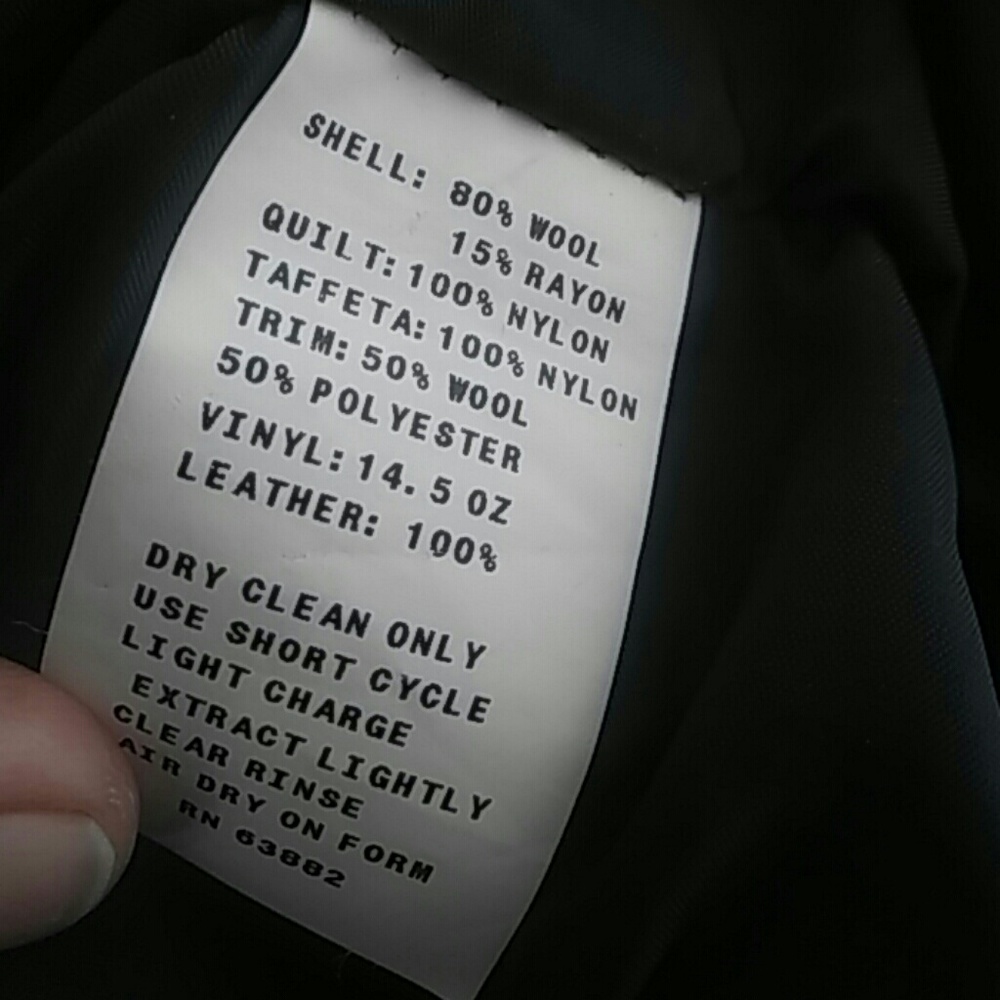 SHELL: 80% WOOL
15% RAYON
QUILT: 100% NYLON
TAFFETA: 100% NYLON
TRIM: 50% WOOL
50% POLYESTER
VINYL: 14.5 OZ
LEATHER: 100%
DRY CLEAN ONLY
USE SHORT CYCLE
LIGHT CHARGE
EXTRACT LIGHTLY
CLEAR RINSE
AIR DRY ON FORM
RN 63882